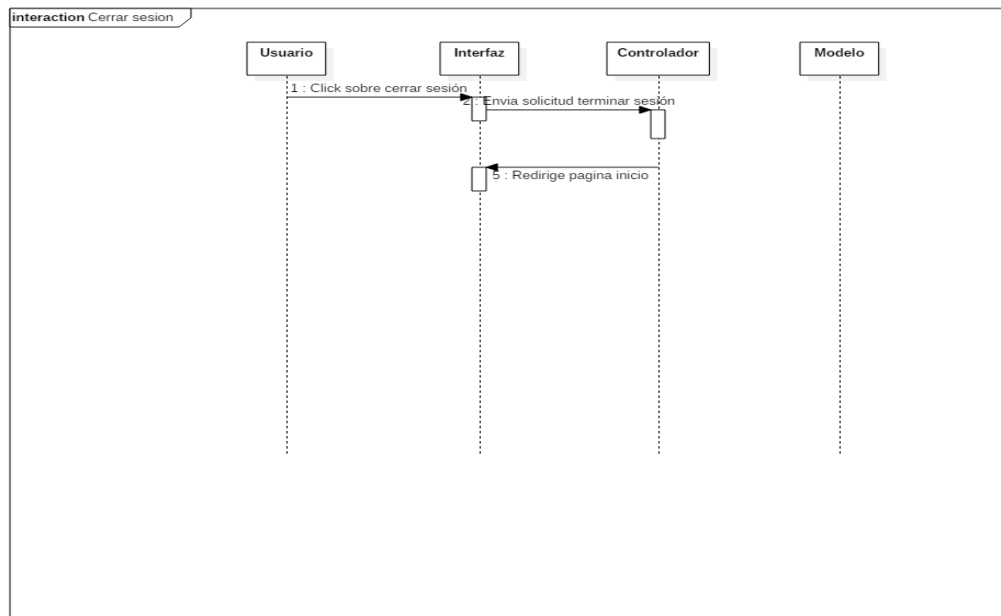 interaction Cerrar sesion
Usuario
Interfaz
Controlador
Modelo
1 : Click sobre cerrar sesión
2 : Envia solicitud terminar sesión
5 : Redirige pagina inicio